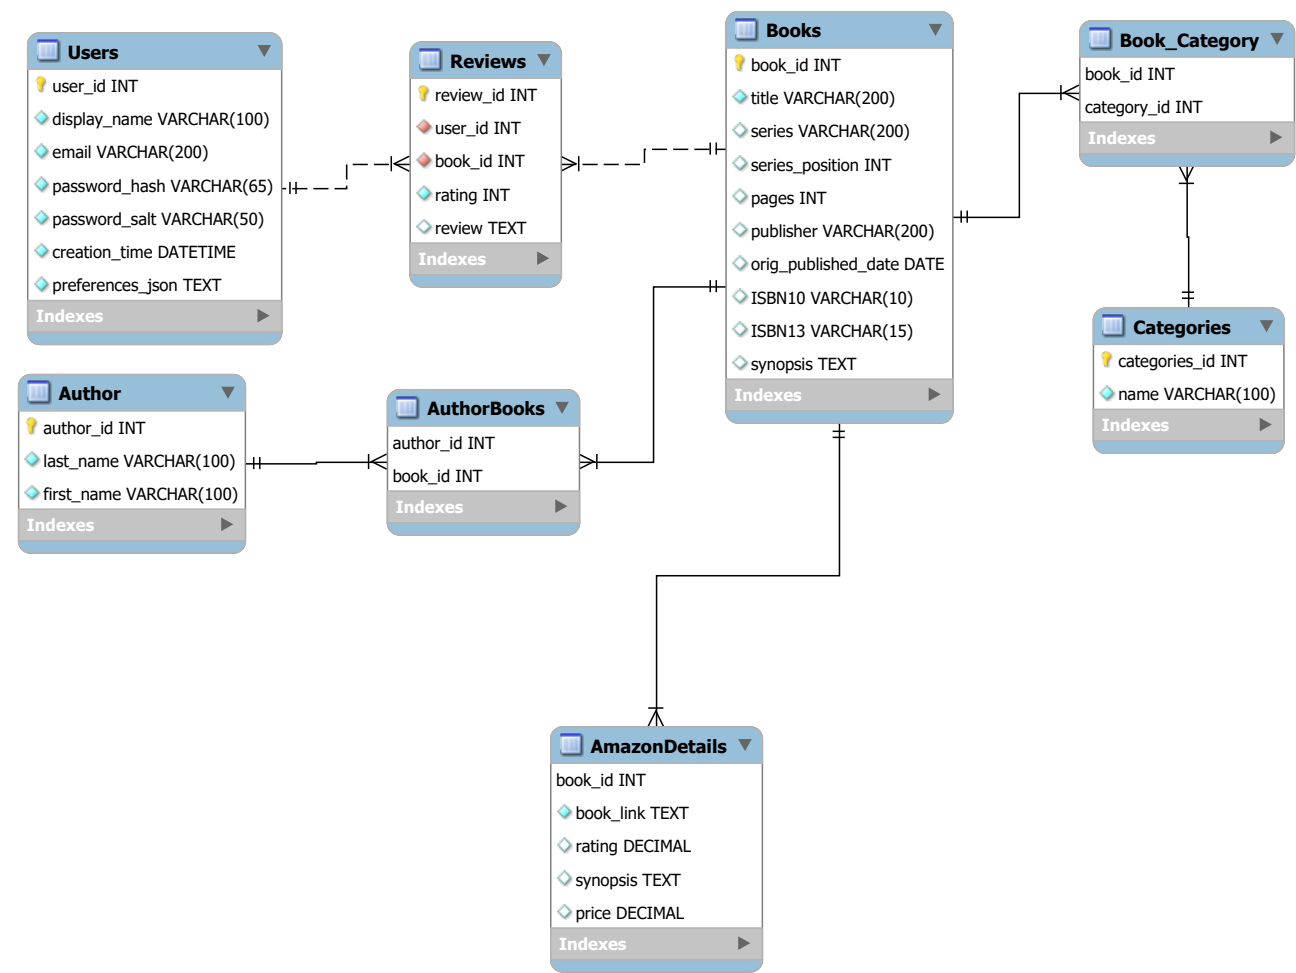 Users
user_id INT
display_name VARCHAR(100)
email VARCHAR(200)
password_hash VARCHAR(65)
password_salt VARCHAR(50)
creation_time DATETIME
preferences_json TEXT
Indexes
Reviews
review_id INT
user_id INT
book_id INT
rating INT
review TEXT
Indexes
Books
book_id INT
title VARCHAR(200)
series VARCHAR(200)
series_position INT
pages INT
publisher VARCHAR(200)
orig_published_date DATE
ISBN10 VARCHAR(10)
ISBN13 VARCHAR(15)
synopsis TEXT
Indexes
Book_Category
book_id INT
category_id INT
Indexes
Categories
categories_id INT
name VARCHAR(100)
Indexes
Author
author_id INT
last_name VARCHAR(100)
first_name VARCHAR(100)
Indexes
AuthorBooks
author_id INT
book_id INT
Indexes
AmazonDetails
book_id INT
book_link TEXT
rating DECIMAL
synopsis TEXT
price DECIMAL
Indexes